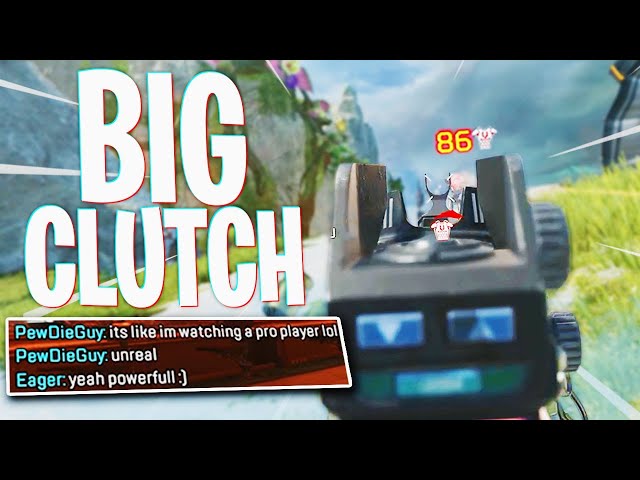 BIG
CLUTCH
86
PewDieGuy: its like im watching a pro player lol
PewDieGuy: unreal
Eager: yeah powerfull :)